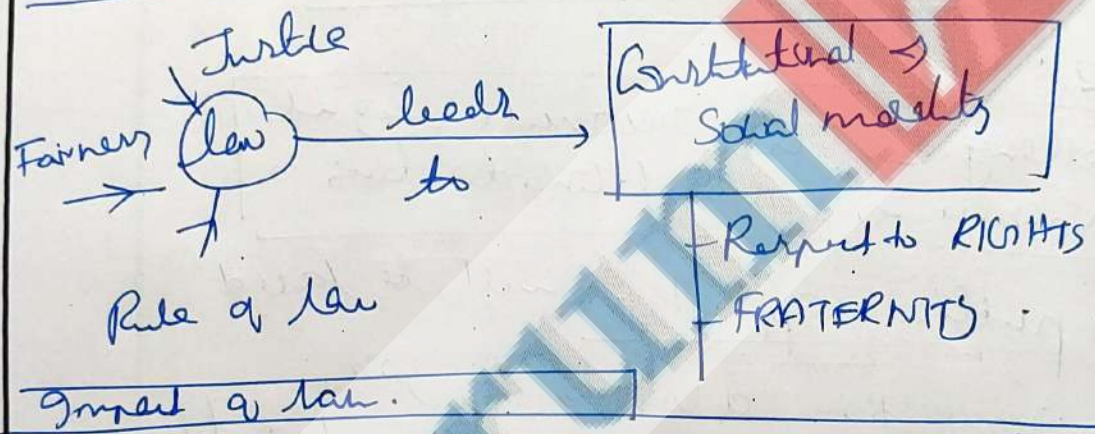 Justice
Fairness
law
leads
to
Constitutional >
Social morality
Respect to RIGHTS
FRATERNITY.
Rule of law
Impact of law.